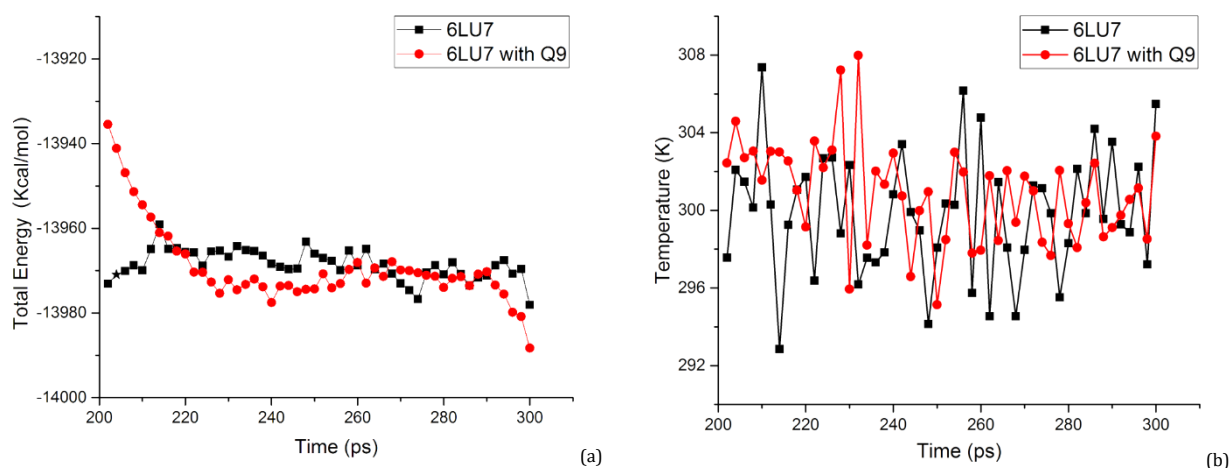 6LU7
6LU7 with Q9
Total Energy (Kcal/mol)
-13920
-13940
-13960
-13980
-14000
200 220 240 260 280 300
Time (ps)
(a)
6LU7
6LU7 with Q9
Temperature (K)
308
304
300
296
292
200 220 240 260 280 300
Time (ps)
(b)